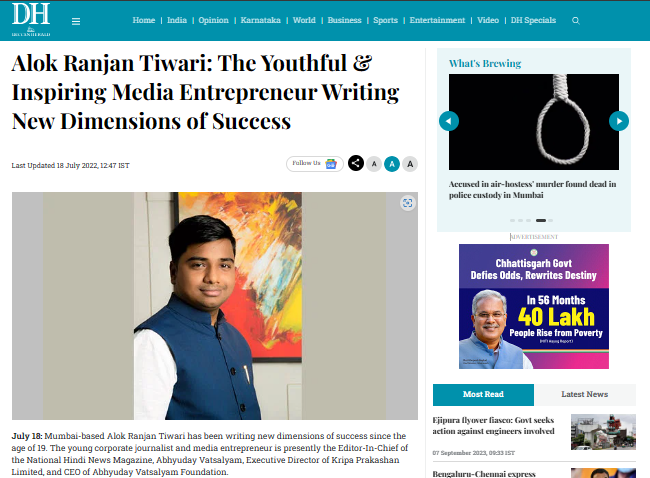 DH
DECCAN HERALD
Home | India | Opinion | Karnataka | World | Business | Sports | Entertainment | Video | DH Specials
Alok Ranjan Tiwari: The Youthful &
Inspiring Media Entrepreneur Writing
New Dimensions of Success
Last Updated 18 July 2022, 12:47 IST
Follow Us
A A A
July 18: Mumbai-based Alok Ranjan Tiwari has been writing new dimensions of success since the
age of 19. The young corporate journalist and media entrepreneur is presently the Editor-In-Chief of
the National Hindi News Magazine, Abhyuday Vatsalyam, Executive Director of Kripa Prakashan
Limited, and CEO of Abhyuday Vatsalyam Foundation.
What's Brewing
Accused in air-hostess' murder found dead in
police custody in Mumbai
ADVERTISEMENT
Chhattisgarh Govt
Defies Odds, Rewrites Destiny
In 56 Months
40 Lakh
People Rise from Poverty
(NITI Aayog Report)
Most Read
Latest News
Ejipura flyover fiasco: Govt seeks
action against engineers involved
07 September 2023, 09:33 IST
Bengaluru-Chennai express